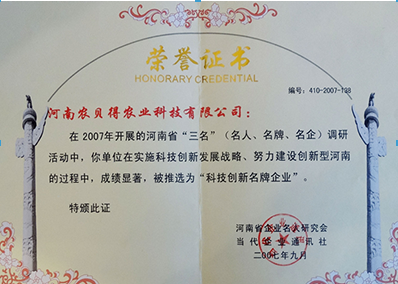 荣誉证书
HONORARY CREDENTIAL
编号：410-2007-138
河南农贝得农业科技有限公司：
在2007年开展的河南省“三名”（名人、名牌、名企）调研
活动中，你单位在实施科技创新发展战略、努力建设创新型河南
的过程中，成绩显著，被推选为“科技创新名牌企业”。
特颁此证
河南省企业名人研究会
当代企业通讯社
二〇〇七年九月